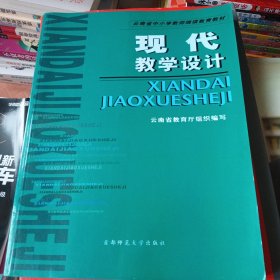 云南省中小学教师继续教育教材
现代
教学设计
XIANDAI
JIAOXUESHEJI
云南省教育厅组织编写
首都师范大学出版社
XIANDAI
JIAOXUESHEJI
新
车